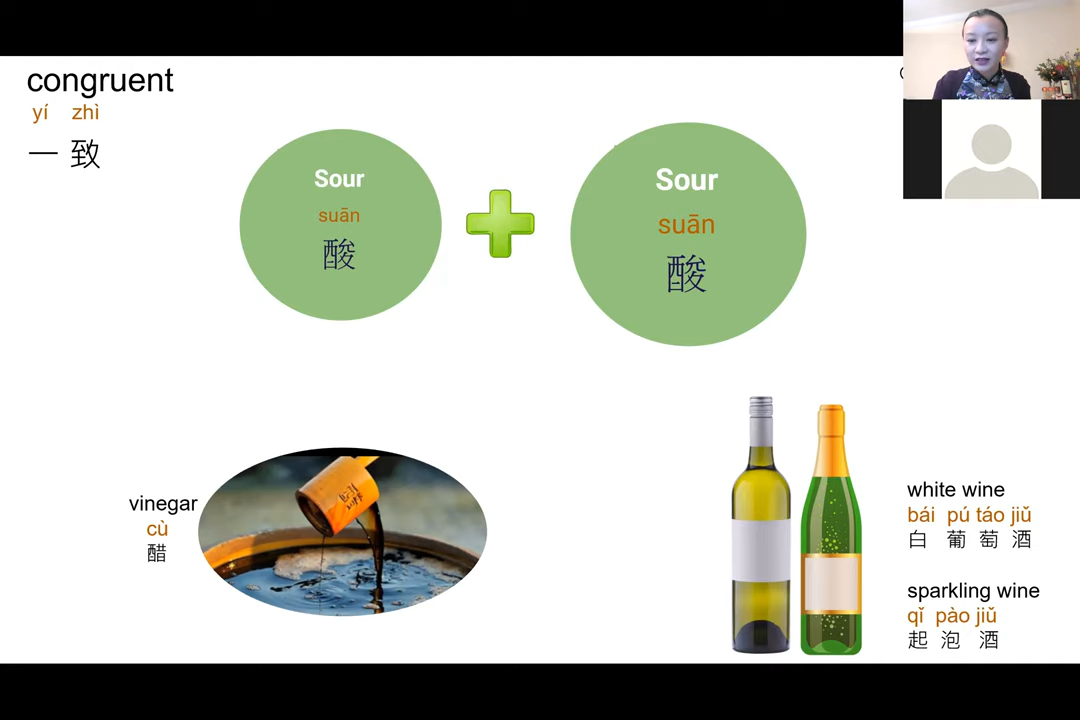 congruent
yí zhì
一 致
Sour
suān
酸
Sour
suān
酸
vinegar
cù
醋
white wine
bái pú táo jiǔ
白 葡 萄 酒
sparkling wine
qǐ pào jiǔ
起 泡 酒